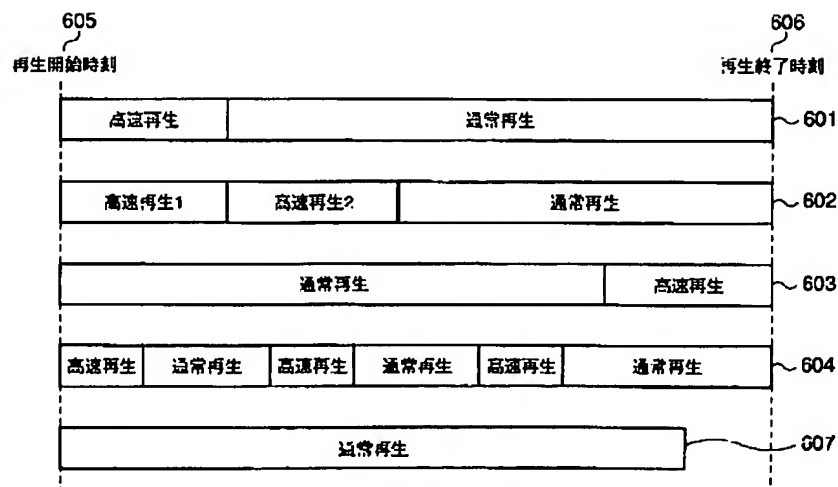 605
再生開始時刻
606
再生終了時刻
高速再生 通常再生 601
高速再生1 高速再生2 通常再生 602
通常再生 高速再生 603
高速再生 通常再生 高速再生 通常再生 高速再生 通常再生 604
通常再生 607